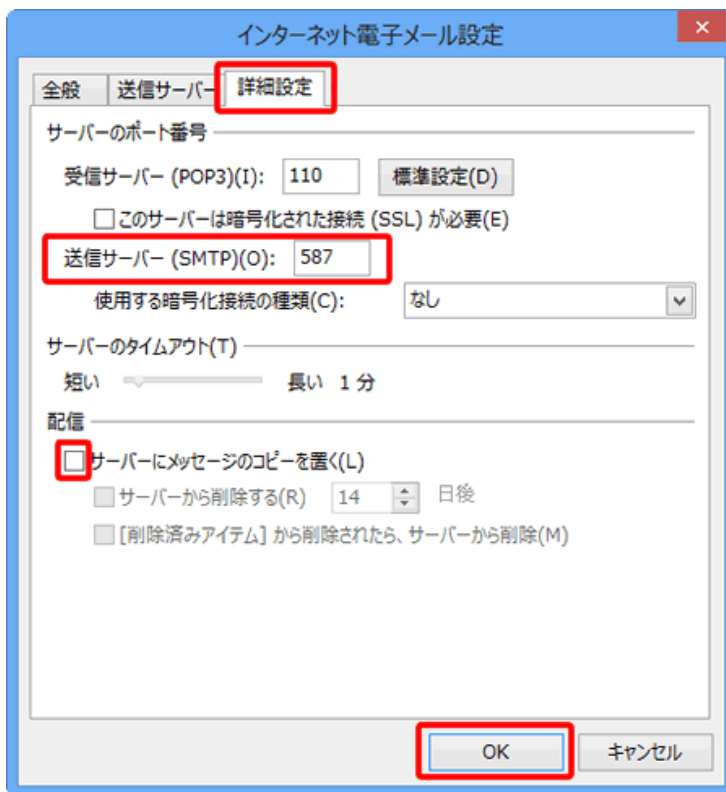 インターネット電子メール設定
全般 送信サーバー 詳細設定
サーバーのポート番号
受信サーバー (POP3)(I): 110 標準設定(D)
このサーバーは暗号化された接続 (SSL) が必要(E)
送信サーバー (SMTP)(O): 587
使用する暗号化接続の種類(C): なし
サーバーのタイムアウト(T)
短い 長い 1 分
配信
サーバーにメッセージのコピーを置く(L)
サーバーから削除する(R) 14 日後
[削除済みアイテム] から削除されたら、サーバーから削除(M)
OK キャンセル